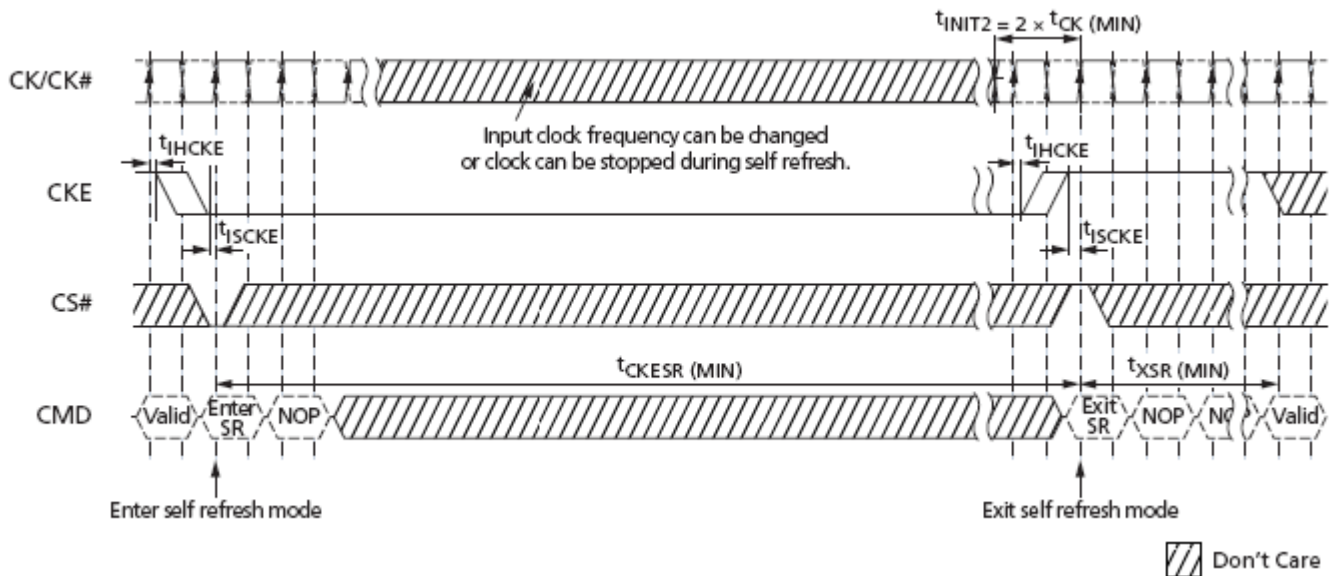 tINIT2 = 2 × tCK (MIN)
CK/CK#
Input clock frequency can be changed
or clock can be stopped during self refresh.
tIHCKE
tIHCKE
CKE
tISCKE
tISCKE
CS#
tCKESR (MIN)
tXSR (MIN)
CMD
Valid
Enter
SR
NOP
Exit
SR
NOP
Valid
Enter self refresh mode
Exit self refresh mode
Don't Care